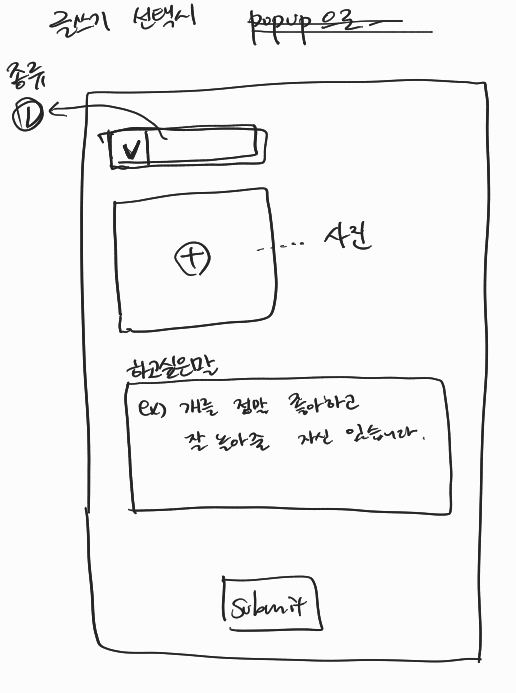 글쓰기 선택시 popup으로
종류
①
V
+
사진
하고싶은말
ex) 개를 정말 좋아하고
잘 놀아줄 자신 있습니다.
Submit